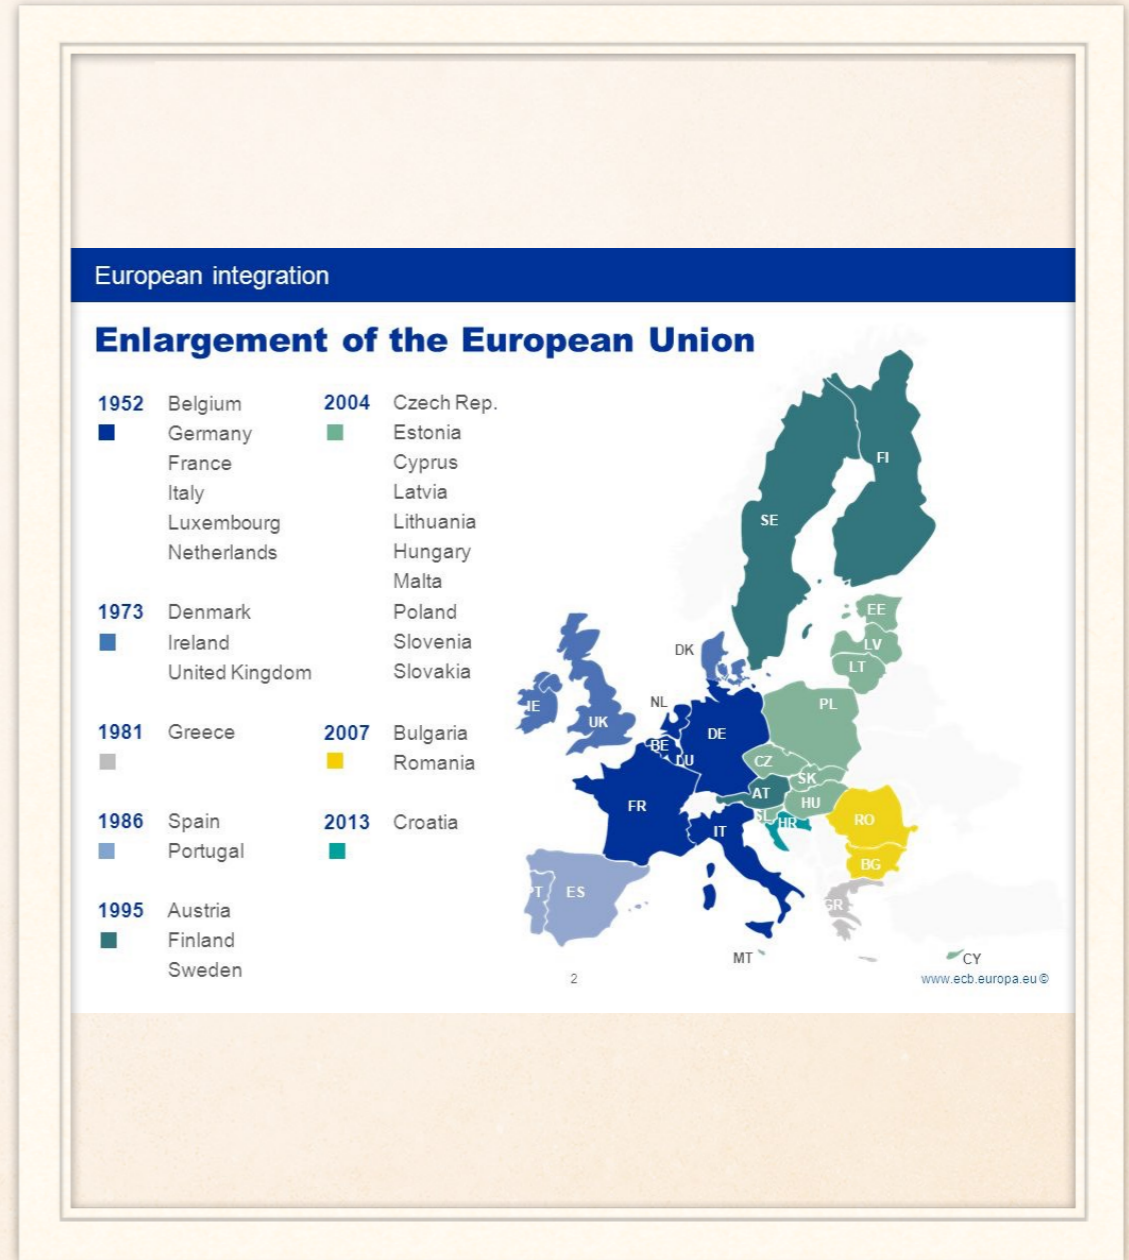 European integration
Enlargement of the European Union
1952 Belgium
Germany
France
Italy
Luxembourg
Netherlands
1973 Denmark
Ireland
United Kingdom
1981 Greece
1986 Spain
Portugal
1995 Austria
Finland
Sweden
2004 Czech Rep.
Estonia
Cyprus
Latvia
Lithuania
Hungary
Malta
Poland
Slovenia
Slovakia
2007 Bulgaria
Romania
2013 Croatia
FI
SE
EE
LV
LT
DK
IE
UK
NL
BE
LU
DE
PL
CZ
SK
AT
HU
SL
HR
FR
IT
RO
BG
PT
ES
GR
MT
CY
2
www.ecb.europa.eu ©